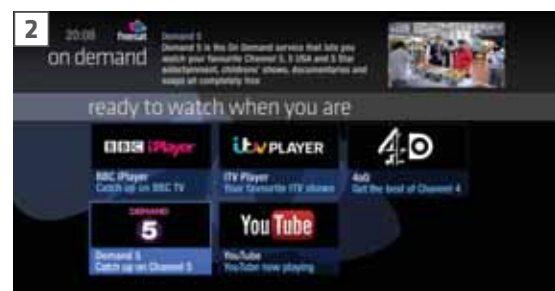 2
20:08 freesat
on demand
Demand 5
Demand 5 is the On Demand service that lets you
watch your favourite Channel 5, 5 USA and 5 Star
entertainment, childrens' shows, documentaries and
soaps all completely free
ready to watch when you are
BBC iPlayer
itv PLAYER
4oD
BBC iPlayer
Catch up on BBC TV
ITV Player
Your favourite ITV shows
4oD
Get the best of Channel 4
DEMAND
5
You Tube
Demand 5
Catch up on Channel 5
YouTube
YouTube now playing